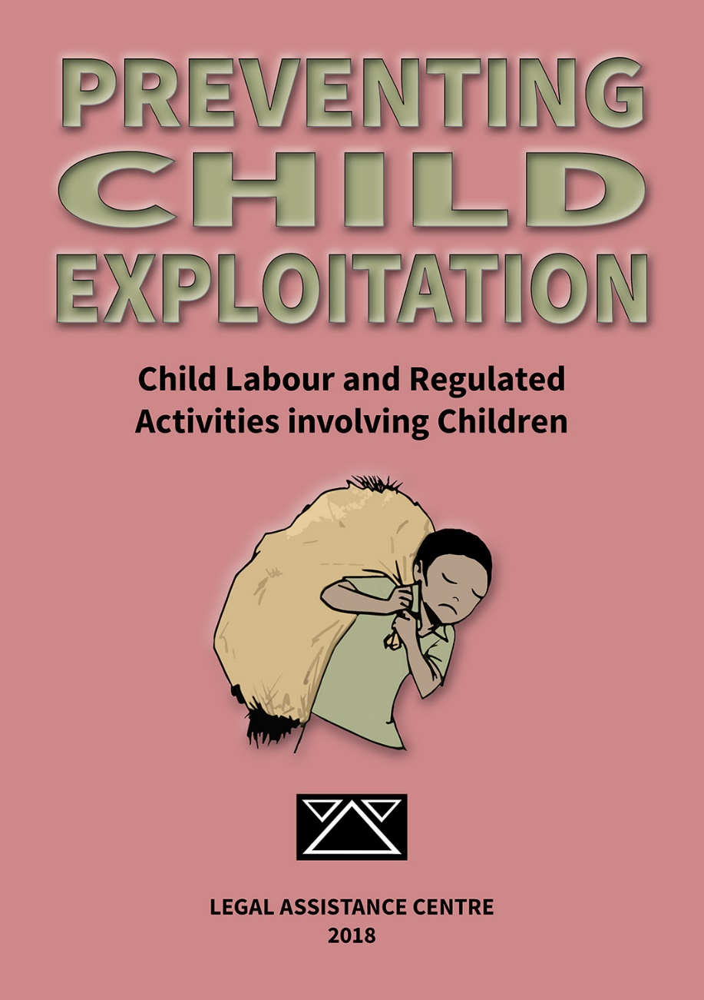 PREVENTING
CHILD
EXPLOITATION
Child Labour and Regulated
Activities involving Children
LEGAL ASSISTANCE CENTRE
2018